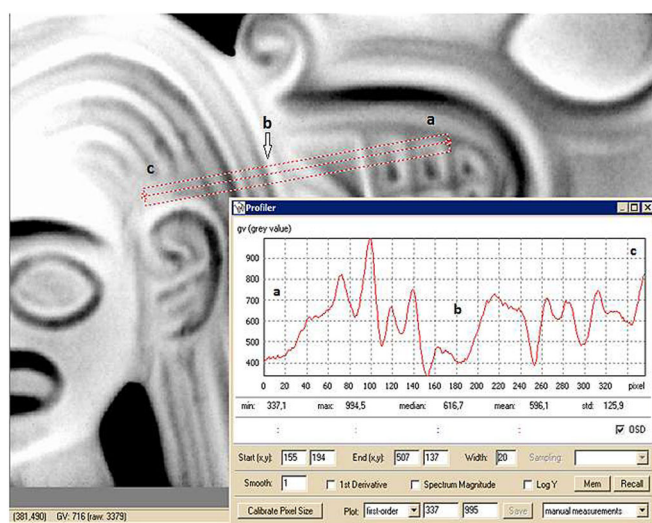 b
a
c
Profiler
gv (grey value)
900
800
700
600
500
400
a
b
c
0 20 40 60 80 100 120 140 160 180 200 220 240 260 280 300 320 pixel
min: 337,1 max: 994,5 median: 616,7 mean: 596,1 std: 125,9
: : : : OSD
Start (x,y): 155 194 End (x,y): 507 137 Width: 20 Sampling:
Smooth: 1 1st Derivative Spectrum Magnitude Log Y Mem Recall
Calibrate Pixel Size Plot: first-order 337 995 Save manual measurements
(381,490) GV: 716 (raw: 3379)